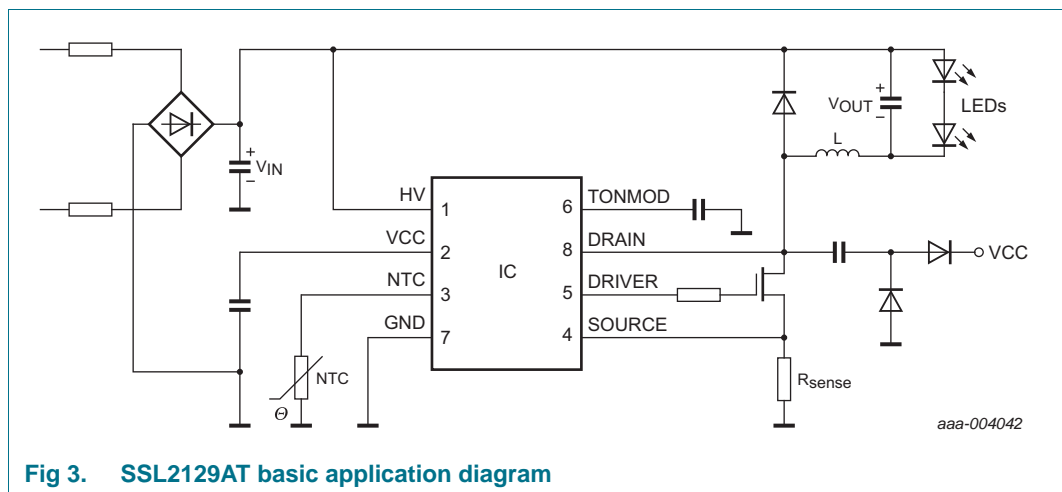 +
VIN
–
HV
1
VCC
2
NTC
3
GND
7
IC
6
TONMOD
8
DRAIN
5
DRIVER
4
SOURCE
Θ
NTC
+
VOUT
–
LEDs
L
VCC
Rsense
aaa-004042
Fig 3. SSL2129AT basic application diagram